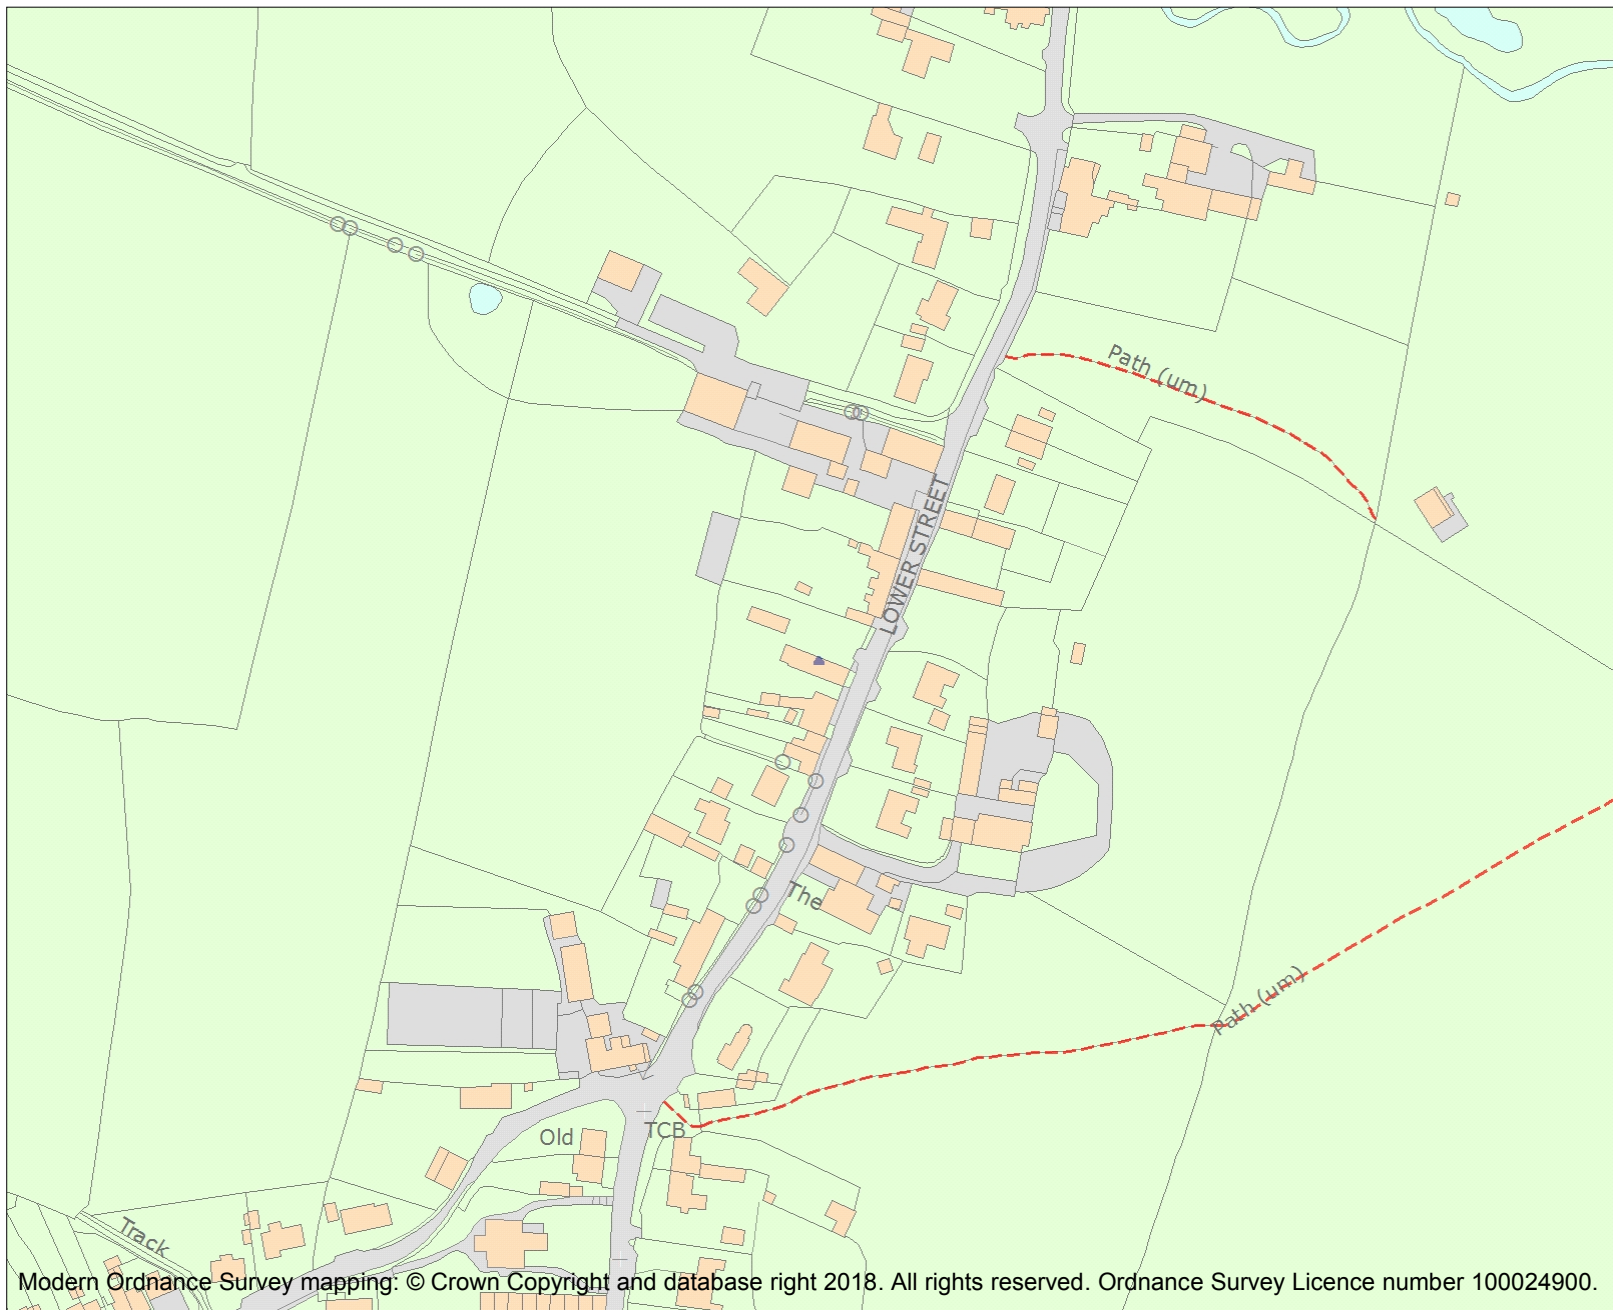 Path (um)
LOWER STREET
The
Path (um)
TCB
Old
Track
Modern Ordnance Survey mapping: © Crown Copyright and database right 2018. All rights reserved. Ordnance Survey Licence number 100024900.